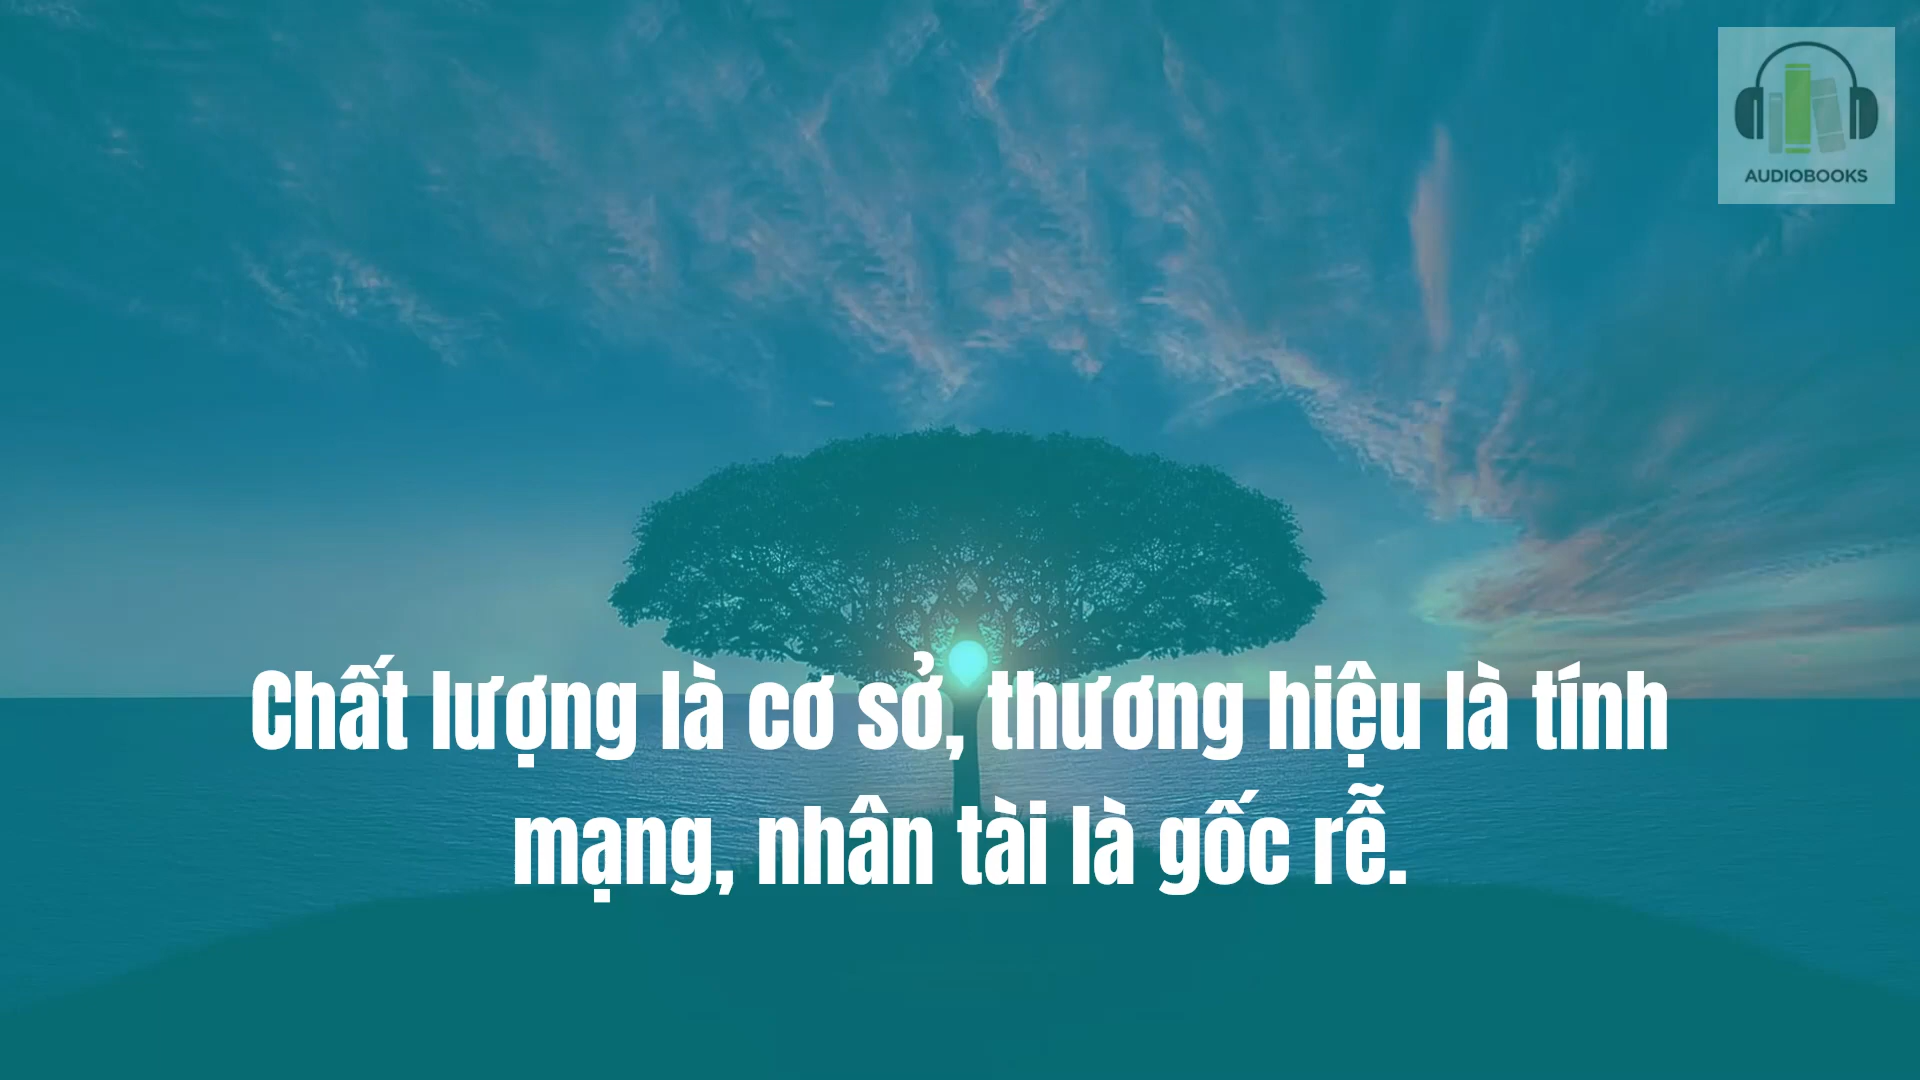 AUDIOBOOKS
Chất lượng là cơ sở, thương hiệu là tính
mạng, nhân tài là gốc rễ.